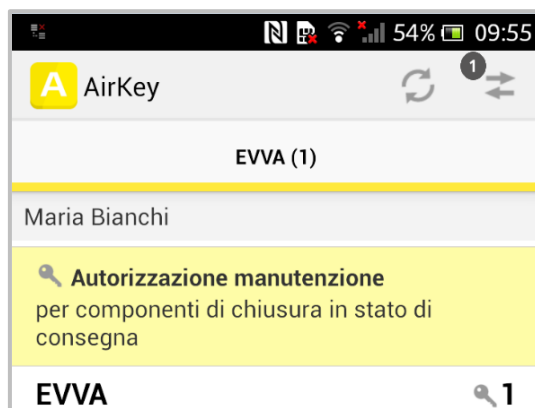 54% 09:55
A AirKey 1
EVVA (1)
Maria Bianchi
Autorizzazione manutenzione
per componenti di chiusura in stato di
consegna
EVVA 1